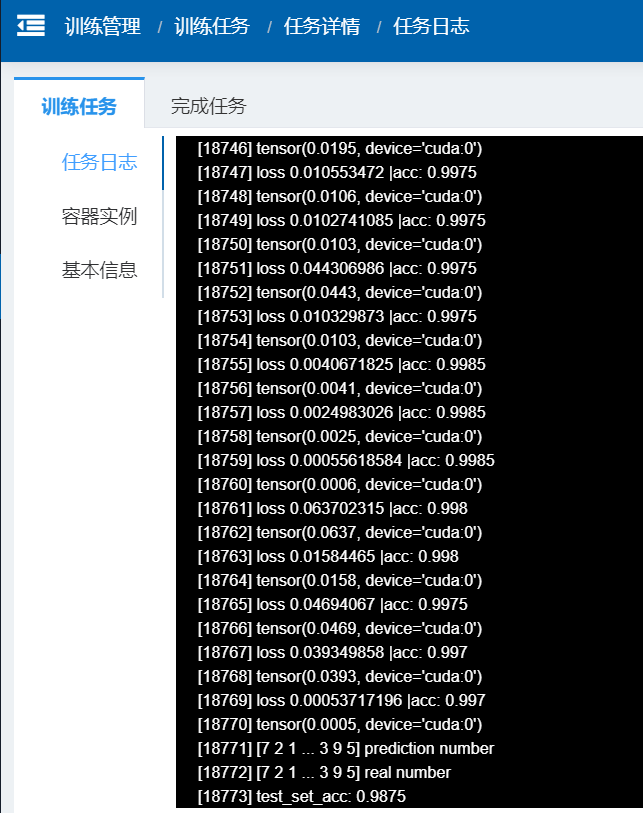 训练管理 / 训练任务 / 任务详情 / 任务日志
训练任务 完成任务
任务日志
容器实例
基本信息
[18746] tensor(0.0195, device='cuda:0')
[18747] loss 0.010553472 |acc: 0.9975
[18748] tensor(0.0106, device='cuda:0')
[18749] loss 0.0102741085 |acc: 0.9975
[18750] tensor(0.0103, device='cuda:0')
[18751] loss 0.044306986 |acc: 0.9975
[18752] tensor(0.0443, device='cuda:0')
[18753] loss 0.010329873 |acc: 0.9975
[18754] tensor(0.0103, device='cuda:0')
[18755] loss 0.0040671825 |acc: 0.9985
[18756] tensor(0.0041, device='cuda:0')
[18757] loss 0.0024983026 |acc: 0.9985
[18758] tensor(0.0025, device='cuda:0')
[18759] loss 0.00055618584 |acc: 0.9985
[18760] tensor(0.0006, device='cuda:0')
[18761] loss 0.063702315 |acc: 0.998
[18762] tensor(0.0637, device='cuda:0')
[18763] loss 0.01584465 |acc: 0.998
[18764] tensor(0.0158, device='cuda:0')
[18765] loss 0.04694067 |acc: 0.9975
[18766] tensor(0.0469, device='cuda:0')
[18767] loss 0.039349858 |acc: 0.997
[18768] tensor(0.0393, device='cuda:0')
[18769] loss 0.00053717196 |acc: 0.997
[18770] tensor(0.0005, device='cuda:0')
[18771] [7 2 1 ... 3 9 5] prediction number
[18772] [7 2 1 ... 3 9 5] real number
[18773] test_set_acc: 0.9875